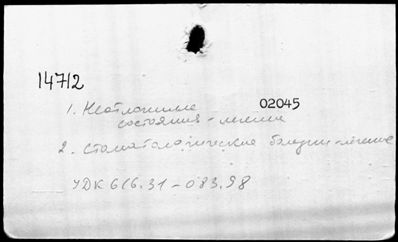 14712
1. Неотложные 02045
состояния - лечение
2. стоматологические болезни - лечение
УДК 616.31-083.98